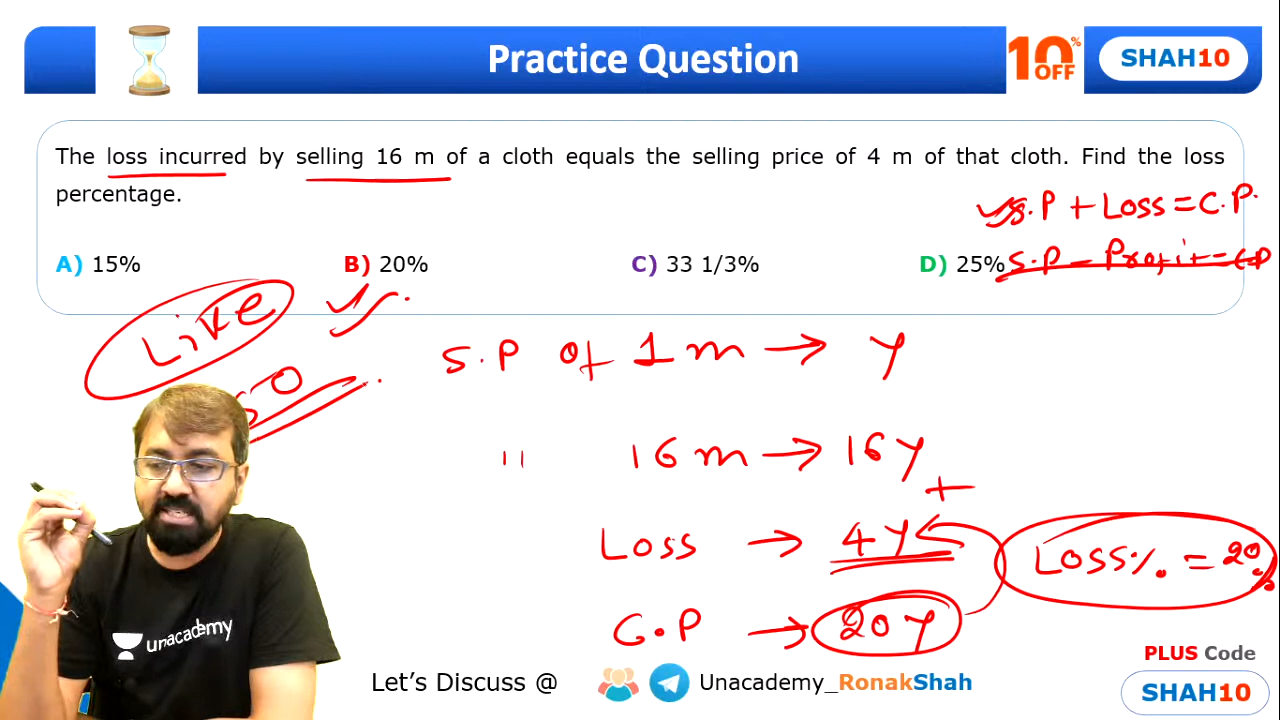 Practice Question
10% OFF
SHAH10
The loss incurred by selling 16 m of a cloth equals the selling price of 4 m of that cloth. Find the loss
percentage.
S.P + Loss = C.P.
A) 15% B) 20% C) 33 1/3% D) 25%
S.P - Profit = CP
Like
50
S.P of 1 m → y
" 16 m → 16y
+
Loss → 4y
Loss% = 20%
C.P → 20y
unacademy
PLUS Code
Let's Discuss @ Unacademy_RonakShah
SHAH10